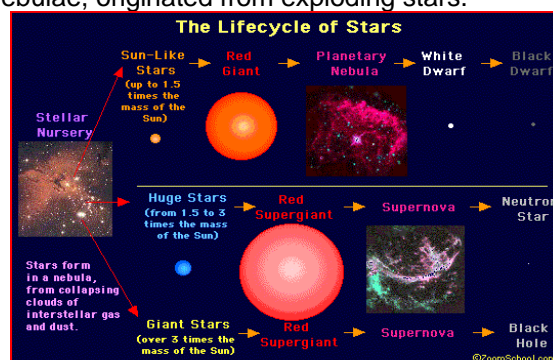 ebulae, originated from exploding stars.
The Lifecycle of Stars
Sun-Like
Stars
(up to 1.5
times the
mass of the
Sun)
Red
Giant
Planetary
Nebula
White
Dwarf
Black
Dwarf
Stellar
Nursery
Huge Stars
(from 1.5 to 3
times the mass
of the Sun)
Red
Supergiant
Supernova
Neutron
Star
Stars form
in a nebula,
from collapsing
clouds of
interstellar gas
and dust.
Giant Stars
(over 3 times the
mass of the Sun)
Red
Supergiant
Supernova
Black
Hole
©ZoomSchool.com